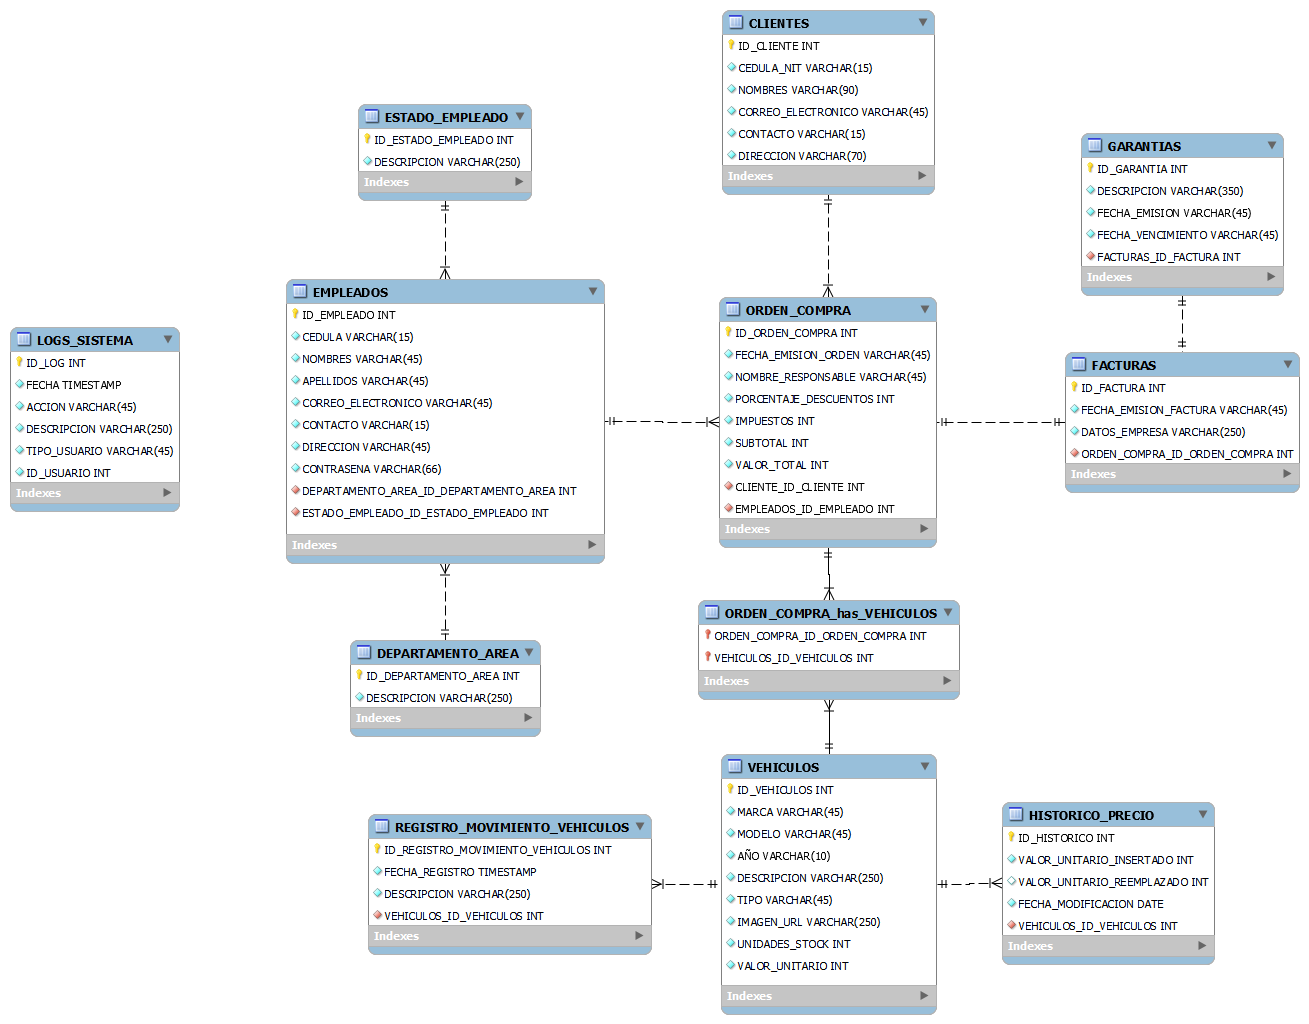 CLIENTES
ID_CLIENTE INT
CEDULA_NIT VARCHAR(15)
NOMBRES VARCHAR(90)
CORREO_ELECTRONICO VARCHAR(45)
CONTACTO VARCHAR(15)
DIRECCION VARCHAR(70)
Indexes
ESTADO_EMPLEADO
ID_ESTADO_EMPLEADO INT
DESCRIPCION VARCHAR(250)
Indexes
GARANTIAS
ID_GARANTIA INT
DESCRIPCION VARCHAR(350)
FECHA_EMISION VARCHAR(45)
FECHA_VENCIMIENTO VARCHAR(45)
FACTURAS_ID_FACTURA INT
Indexes
EMPLEADOS
ID_EMPLEADO INT
CEDULA VARCHAR(15)
NOMBRES VARCHAR(45)
APELLIDOS VARCHAR(45)
CORREO_ELECTRONICO VARCHAR(45)
CONTACTO VARCHAR(15)
DIRECCION VARCHAR(45)
CONTRASENA VARCHAR(66)
DEPARTAMENTO_AREA_ID_DEPARTAMENTO_AREA INT
ESTADO_EMPLEADO_ID_ESTADO_EMPLEADO INT
Indexes
ORDEN_COMPRA
ID_ORDEN_COMPRA INT
FECHA_EMISION_ORDEN VARCHAR(45)
NOMBRE_RESPONSABLE VARCHAR(45)
PORCENTAJE_DESCUENTOS INT
IMPUESTOS INT
SUBTOTAL INT
VALOR_TOTAL INT
CLIENTE_ID_CLIENTE INT
EMPLEADOS_ID_EMPLEADO INT
Indexes
LOGS_SISTEMA
ID_LOG INT
FECHA TIMESTAMP
ACCION VARCHAR(45)
DESCRIPCION VARCHAR(250)
TIPO_USUARIO VARCHAR(45)
ID_USUARIO INT
Indexes
FACTURAS
ID_FACTURA INT
FECHA_EMISION_FACTURA VARCHAR(45)
DATOS_EMPRESA VARCHAR(250)
ORDEN_COMPRA_ID_ORDEN_COMPRA INT
Indexes
ORDEN_COMPRA_has_VEHICULOS
ORDEN_COMPRA_ID_ORDEN_COMPRA INT
VEHICULOS_ID_VEHICULOS INT
Indexes
DEPARTAMENTO_AREA
ID_DEPARTAMENTO_AREA INT
DESCRIPCION VARCHAR(250)
Indexes
VEHICULOS
ID_VEHICULOS INT
MARCA VARCHAR(45)
MODELO VARCHAR(45)
AÑO VARCHAR(10)
DESCRIPCION VARCHAR(250)
TIPO VARCHAR(45)
IMAGEN_URL VARCHAR(250)
UNIDADES_STOCK INT
VALOR_UNITARIO INT
Indexes
REGISTRO_MOVIMIENTO_VEHICULOS
ID_REGISTRO_MOVIMIENTO_VEHICULOS INT
FECHA_REGISTRO TIMESTAMP
DESCRIPCION VARCHAR(250)
VEHICULOS_ID_VEHICULOS INT
Indexes
HISTORICO_PRECIO
ID_HISTORICO INT
VALOR_UNITARIO_INSERTADO INT
VALOR_UNITARIO_REEMPLAZADO INT
FECHA_MODIFICACION DATE
VEHICULOS_ID_VEHICULOS INT
Indexes